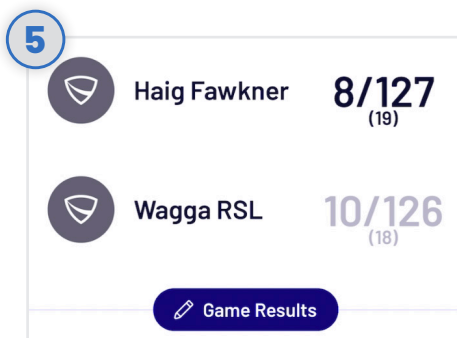 5
Haig Fawkner 8/127
(19)
Wagga RSL 10/126
(18)
Game Results